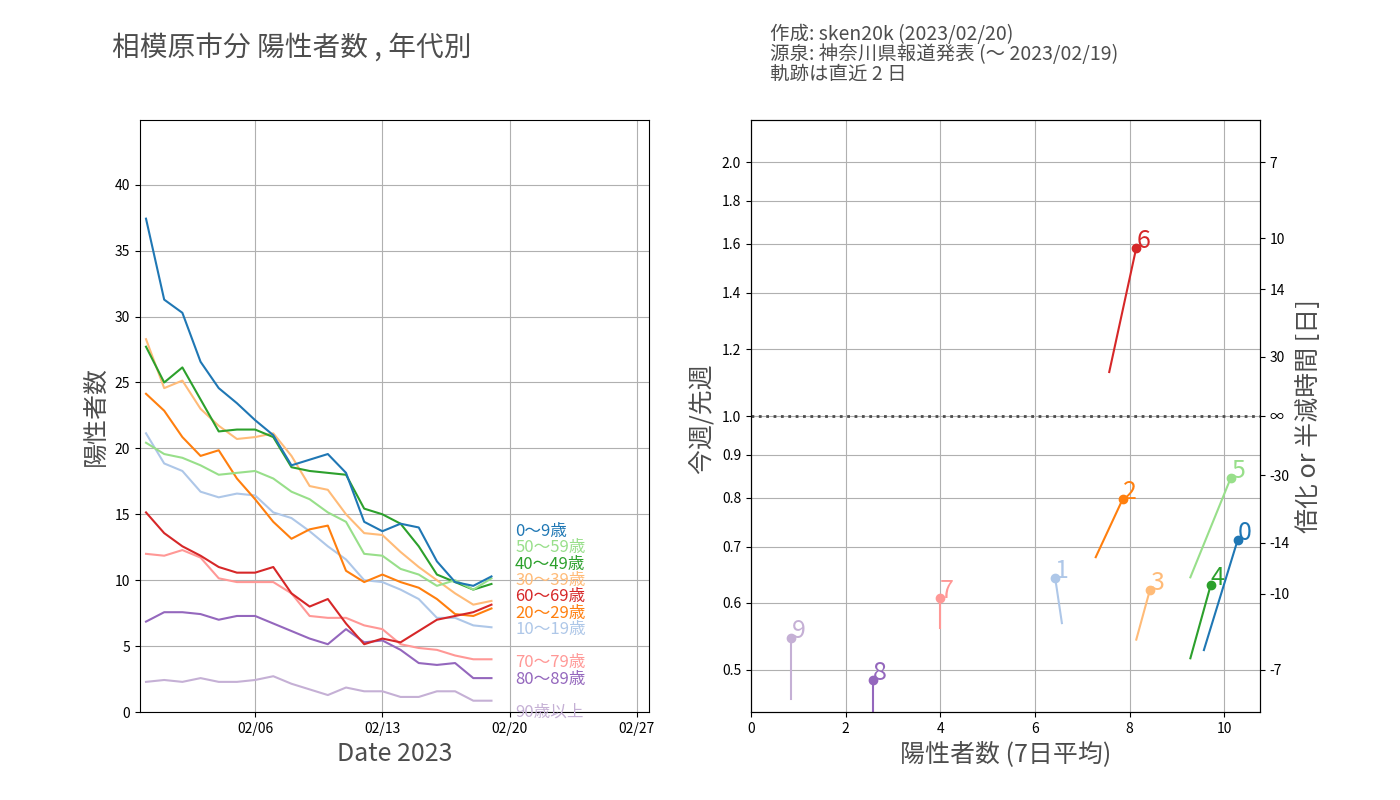 相模原市分 陽性者数 , 年代別
作成: sken20k (2023/02/20)
源泉: 神奈川県報道発表 (～ 2023/02/19)
軌跡は直近 2 日
陽性者数
40
35
30
25
20
15
10
5
0
02/06
02/13
02/20
02/27
Date 2023
0～9歳
50～59歳
40～49歳
30～39歳
60～69歳
20～29歳
10～19歳
70～79歳
80～89歳
90歳以上
今週/先週
2.0
1.8
1.6
1.4
1.2
1.0
0.9
0.8
0.7
0.6
0.5
6
5
2
0
4
3
1
7
9
8
0
2
4
6
8
10
陽性者数 (7日平均)
7
10
14
30
∞
-30
-14
-10
-7
倍化 or 半減時間 [日]